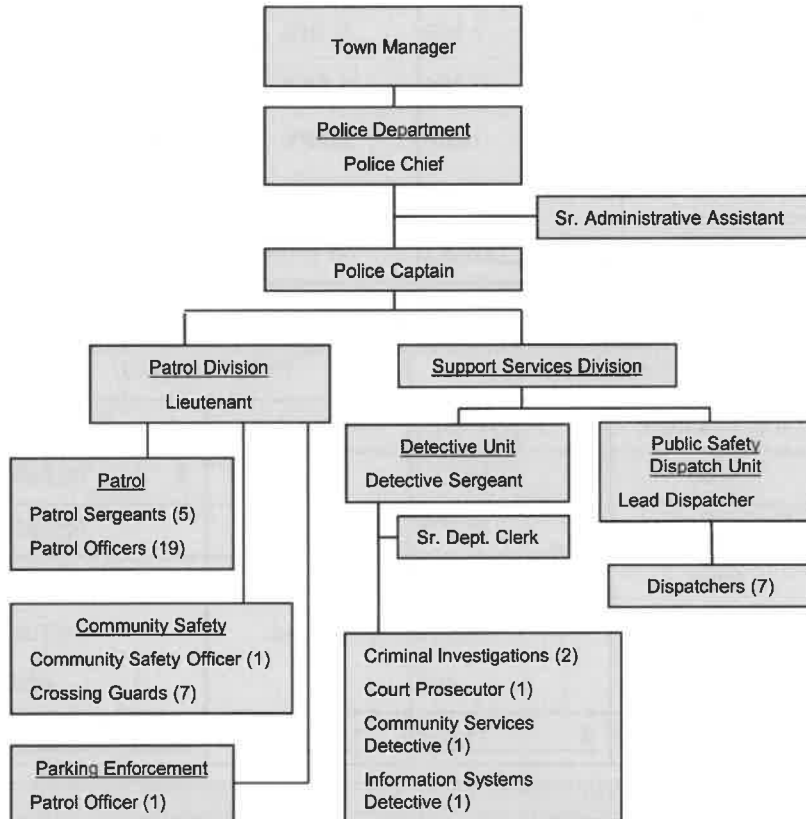 Town Manager
Police Department
Police Chief
Sr. Administrative Assistant
Police Captain
Patrol Division
Lieutenant
Support Services Division
Detective Unit
Detective Sergeant
Public Safety
Dispatch Unit
Lead Dispatcher
Patrol
Patrol Sergeants (5)
Patrol Officers (19)
Sr. Dept. Clerk
Dispatchers (7)
Community Safety
Community Safety Officer (1)
Crossing Guards (7)
Criminal Investigations (2)
Court Prosecutor (1)
Community Services
Detective (1)
Information Systems
Detective (1)
Parking Enforcement
Patrol Officer (1)